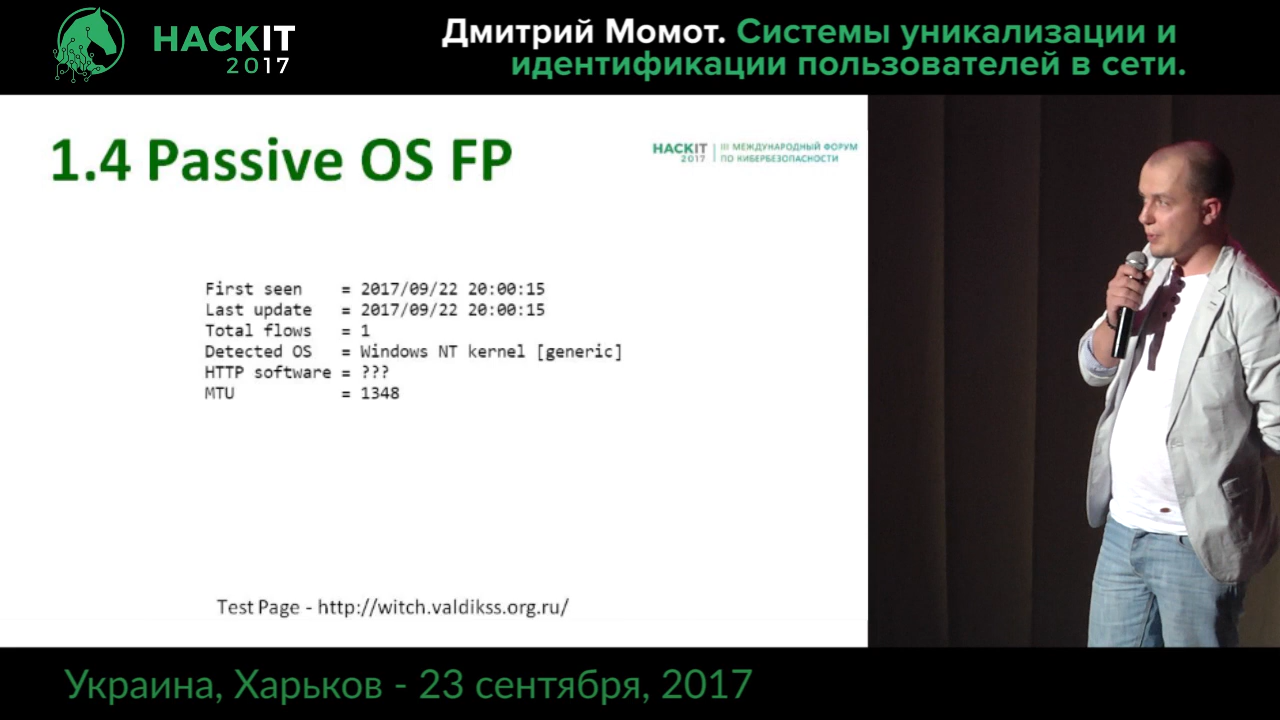 HACKIT
2017
Дмитрий Момот. Системы уникализации и
идентификации пользователей в сети.
1.4 Passive OS FP
HACKIT
2017
III МЕЖДУНАРОДНЫЙ ФОРУМ
ПО КИБЕРБЕЗОПАСНОСТИ
First seen = 2017/09/22 20:00:15
Last update = 2017/09/22 20:00:15
Total flows = 1
Detected OS = Windows NT kernel [generic]
HTTP software = ???
MTU = 1348
Test Page - http://witch.valdikss.org.ru/
Украина, Харьков - 23 сентября, 2017